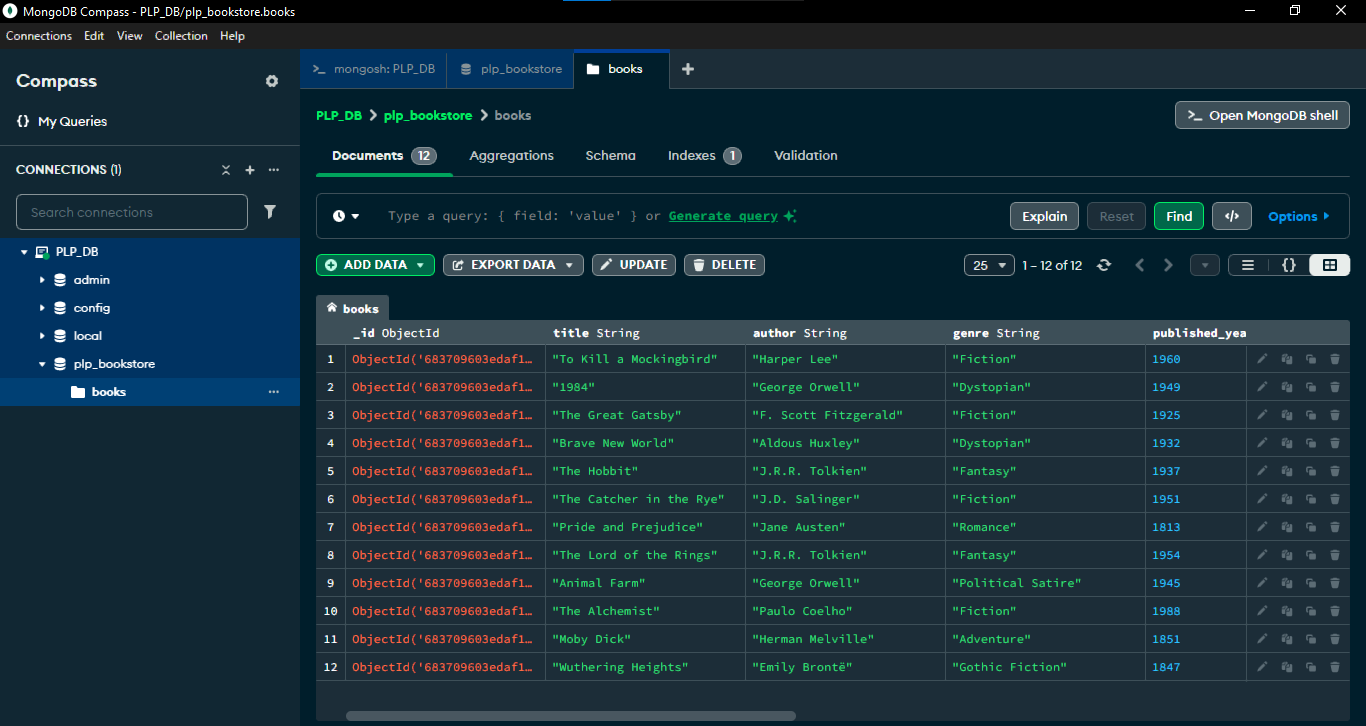 MongoDB Compass - PLP_DB/plp_bookstore.books
Connections Edit View Collection Help
Compass
{} My Queries
CONNECTIONS (1)
Search connections
PLP_DB
admin
config
local
plp_bookstore
books
>_ mongosh: PLP_DB
plp_bookstore
books
PLP_DB > plp_bookstore > books
>_ Open MongoDB shell
Documents 12 Aggregations Schema Indexes 1 Validation
Type a query: { field: 'value' } or Generate query
Explain Reset Find </> Options
ADD DATA EXPORT DATA UPDATE DELETE
25 1 – 12 of 12 {}
books
_id ObjectId title String author String genre String published_yea
1 ObjectId('683709603edaf1... "To Kill a Mockingbird" "Harper Lee" "Fiction" 1960
2 ObjectId('683709603edaf1... "1984" "George Orwell" "Dystopian" 1949
3 ObjectId('683709603edaf1... "The Great Gatsby" "F. Scott Fitzgerald" "Fiction" 1925
4 ObjectId('683709603edaf1... "Brave New World" "Aldous Huxley" "Dystopian" 1932
5 ObjectId('683709603edaf1... "The Hobbit" "J.R.R. Tolkien" "Fantasy" 1937
6 ObjectId('683709603edaf1... "The Catcher in the Rye" "J.D. Salinger" "Fiction" 1951
7 ObjectId('683709603edaf1... "Pride and Prejudice" "Jane Austen" "Romance" 1813
8 ObjectId('683709603edaf1... "The Lord of the Rings" "J.R.R. Tolkien" "Fantasy" 1954
9 ObjectId('683709603edaf1... "Animal Farm" "George Orwell" "Political Satire" 1945
10 ObjectId('683709603edaf1... "The Alchemist" "Paulo Coelho" "Fiction" 1988
11 ObjectId('683709603edaf1... "Moby Dick" "Herman Melville" "Adventure" 1851
12 ObjectId('683709603edaf1... "Wuthering Heights" "Emily Brontë" "Gothic Fiction" 1847